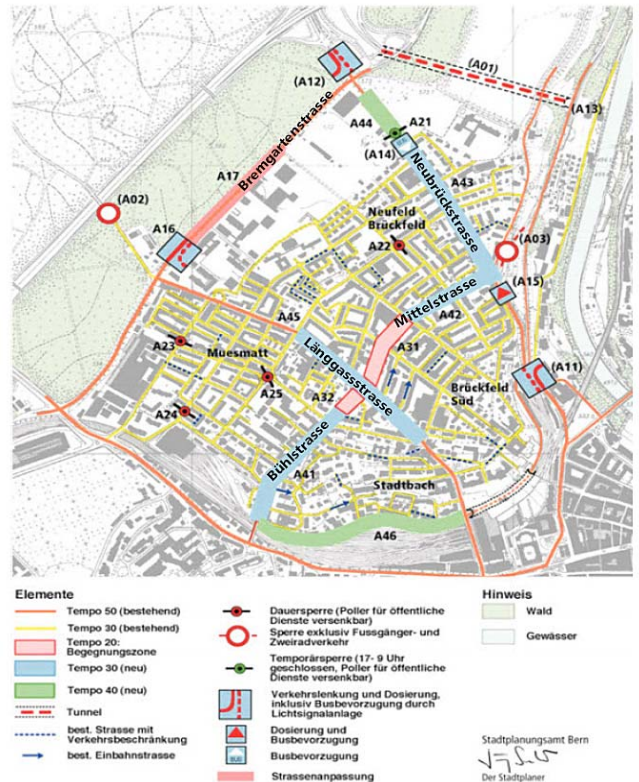 (A12)
(A01)
(A13)
A44
A21
(A14)
Bremgartenstrasse
A17
A43
Neubrückstrasse
(A02)
Neufeld
Brückfeld
A22
(A03)
A16
(A15)
Mittelstrasse
A42
A45
A23
Muesmatt
Länggassstrasse
A31
(A11)
A25
A32
Brückfeld
Süd
A24
Bühlstrasse
A41
Stadtbach
A46
Elemente
Tempo 50 (bestehend)
Tempo 30 (bestehend)
Tempo 20:
Begegnungszone
Tempo 30 (neu)
Tempo 40 (neu)
Tunnel
best. Strasse mit
Verkehrsbeschränkung
best. Einbahnstrasse
Dauersperre (Poller für öffentliche
Dienste versenkbar)
Sperre exklusiv Fussgänger- und
Zweiradverkehr
Temporärsperre (17- 9 Uhr
geschlossen, Poller für öffentliche
Dienste versenkbar)
Verkehrslenkung und Dosierung,
inklusiv Busbevorzugung durch
Lichtsignalanlage
Dosierung und
Busbevorzugung
BUS
Busbevorzugung
Strassenanpassung
Hinweis
Wald
Gewässer
Stadtplanungsamt Bern
Der Stadtplaner